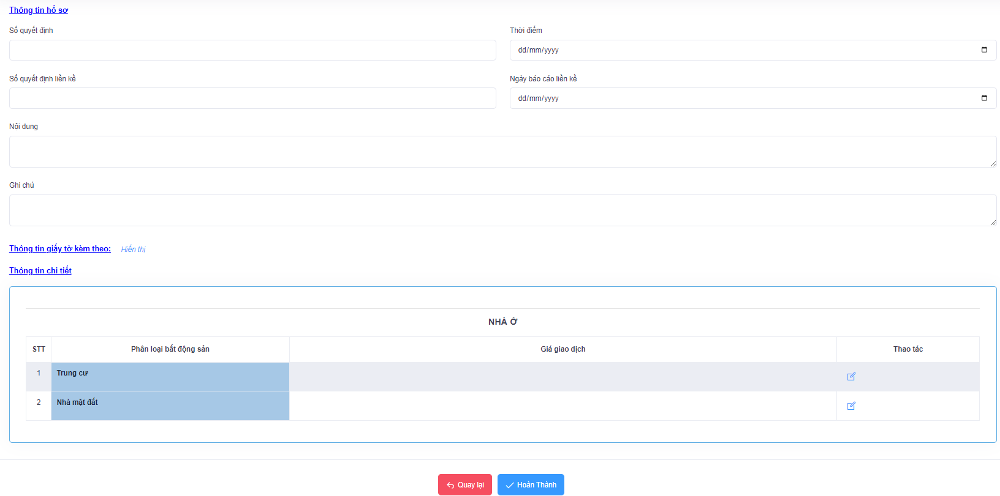 Thông tin hồ sơ
Số quyết định
Thời điểm
dd/mm/yyyy
Số quyết định liền kề
Ngày báo cáo liền kề
dd/mm/yyyy
Nội dung
Ghi chú
Thông tin giấy tờ kèm theo: Hiển thị
Thông tin chi tiết
NHÀ Ở
STT Phân loại bất động sản Giá giao dịch Thao tác
1 Trung cư
2 Nhà mặt đất
Quay lại Hoàn Thành